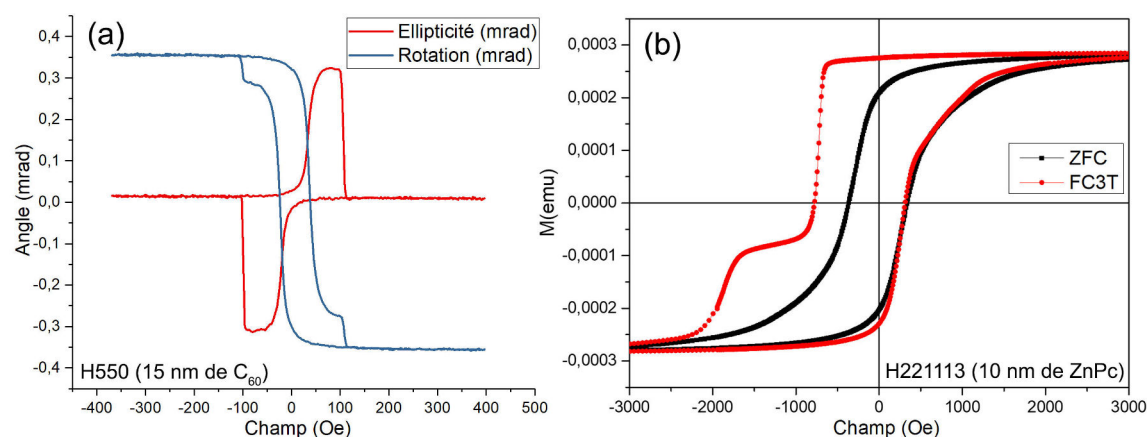 (a)
Ellipticité (mrad)
Rotation (mrad)
0,4
0,3
0,2
0,1
0,0
-0,1
-0,2
-0,3
-0,4
Angle (mrad)
H550 (15 nm de C60)
-400 -300 -200 -100 0 100 200 300 400 500
Champ (Oe)
(b)
0,0003
0,0002
0,0001
0,0000
-0,0001
-0,0002
-0,0003
M(emu)
ZFC
FC3T
H221113 (10 nm de ZnPc)
-3000 -2000 -1000 0 1000 2000 3000
Champ (Oe)